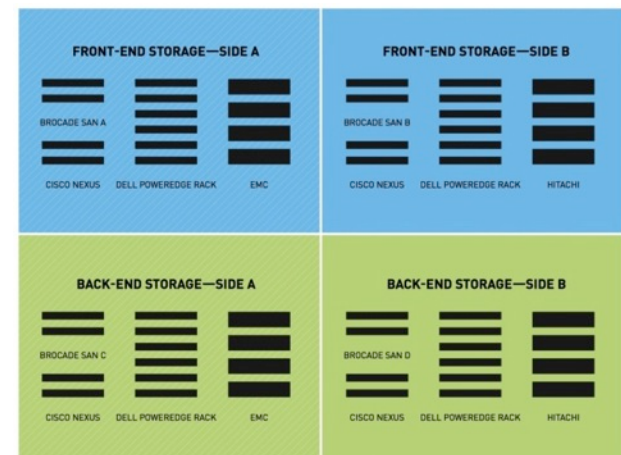 FRONT-END STORAGE—SIDE A
BROCADE SAN A
CISCO NEXUS
DELL POWEREDGE RACK
EMC
FRONT-END STORAGE—SIDE B
BROCADE SAN B
CISCO NEXUS
DELL POWEREDGE RACK
HITACHI
BACK-END STORAGE—SIDE A
BROCADE SAN C
CISCO NEXUS
DELL POWEREDGE RACK
EMC
BACK-END STORAGE—SIDE B
BROCADE SAN D
CISCO NEXUS
DELL POWEREDGE RACK
HITACHI